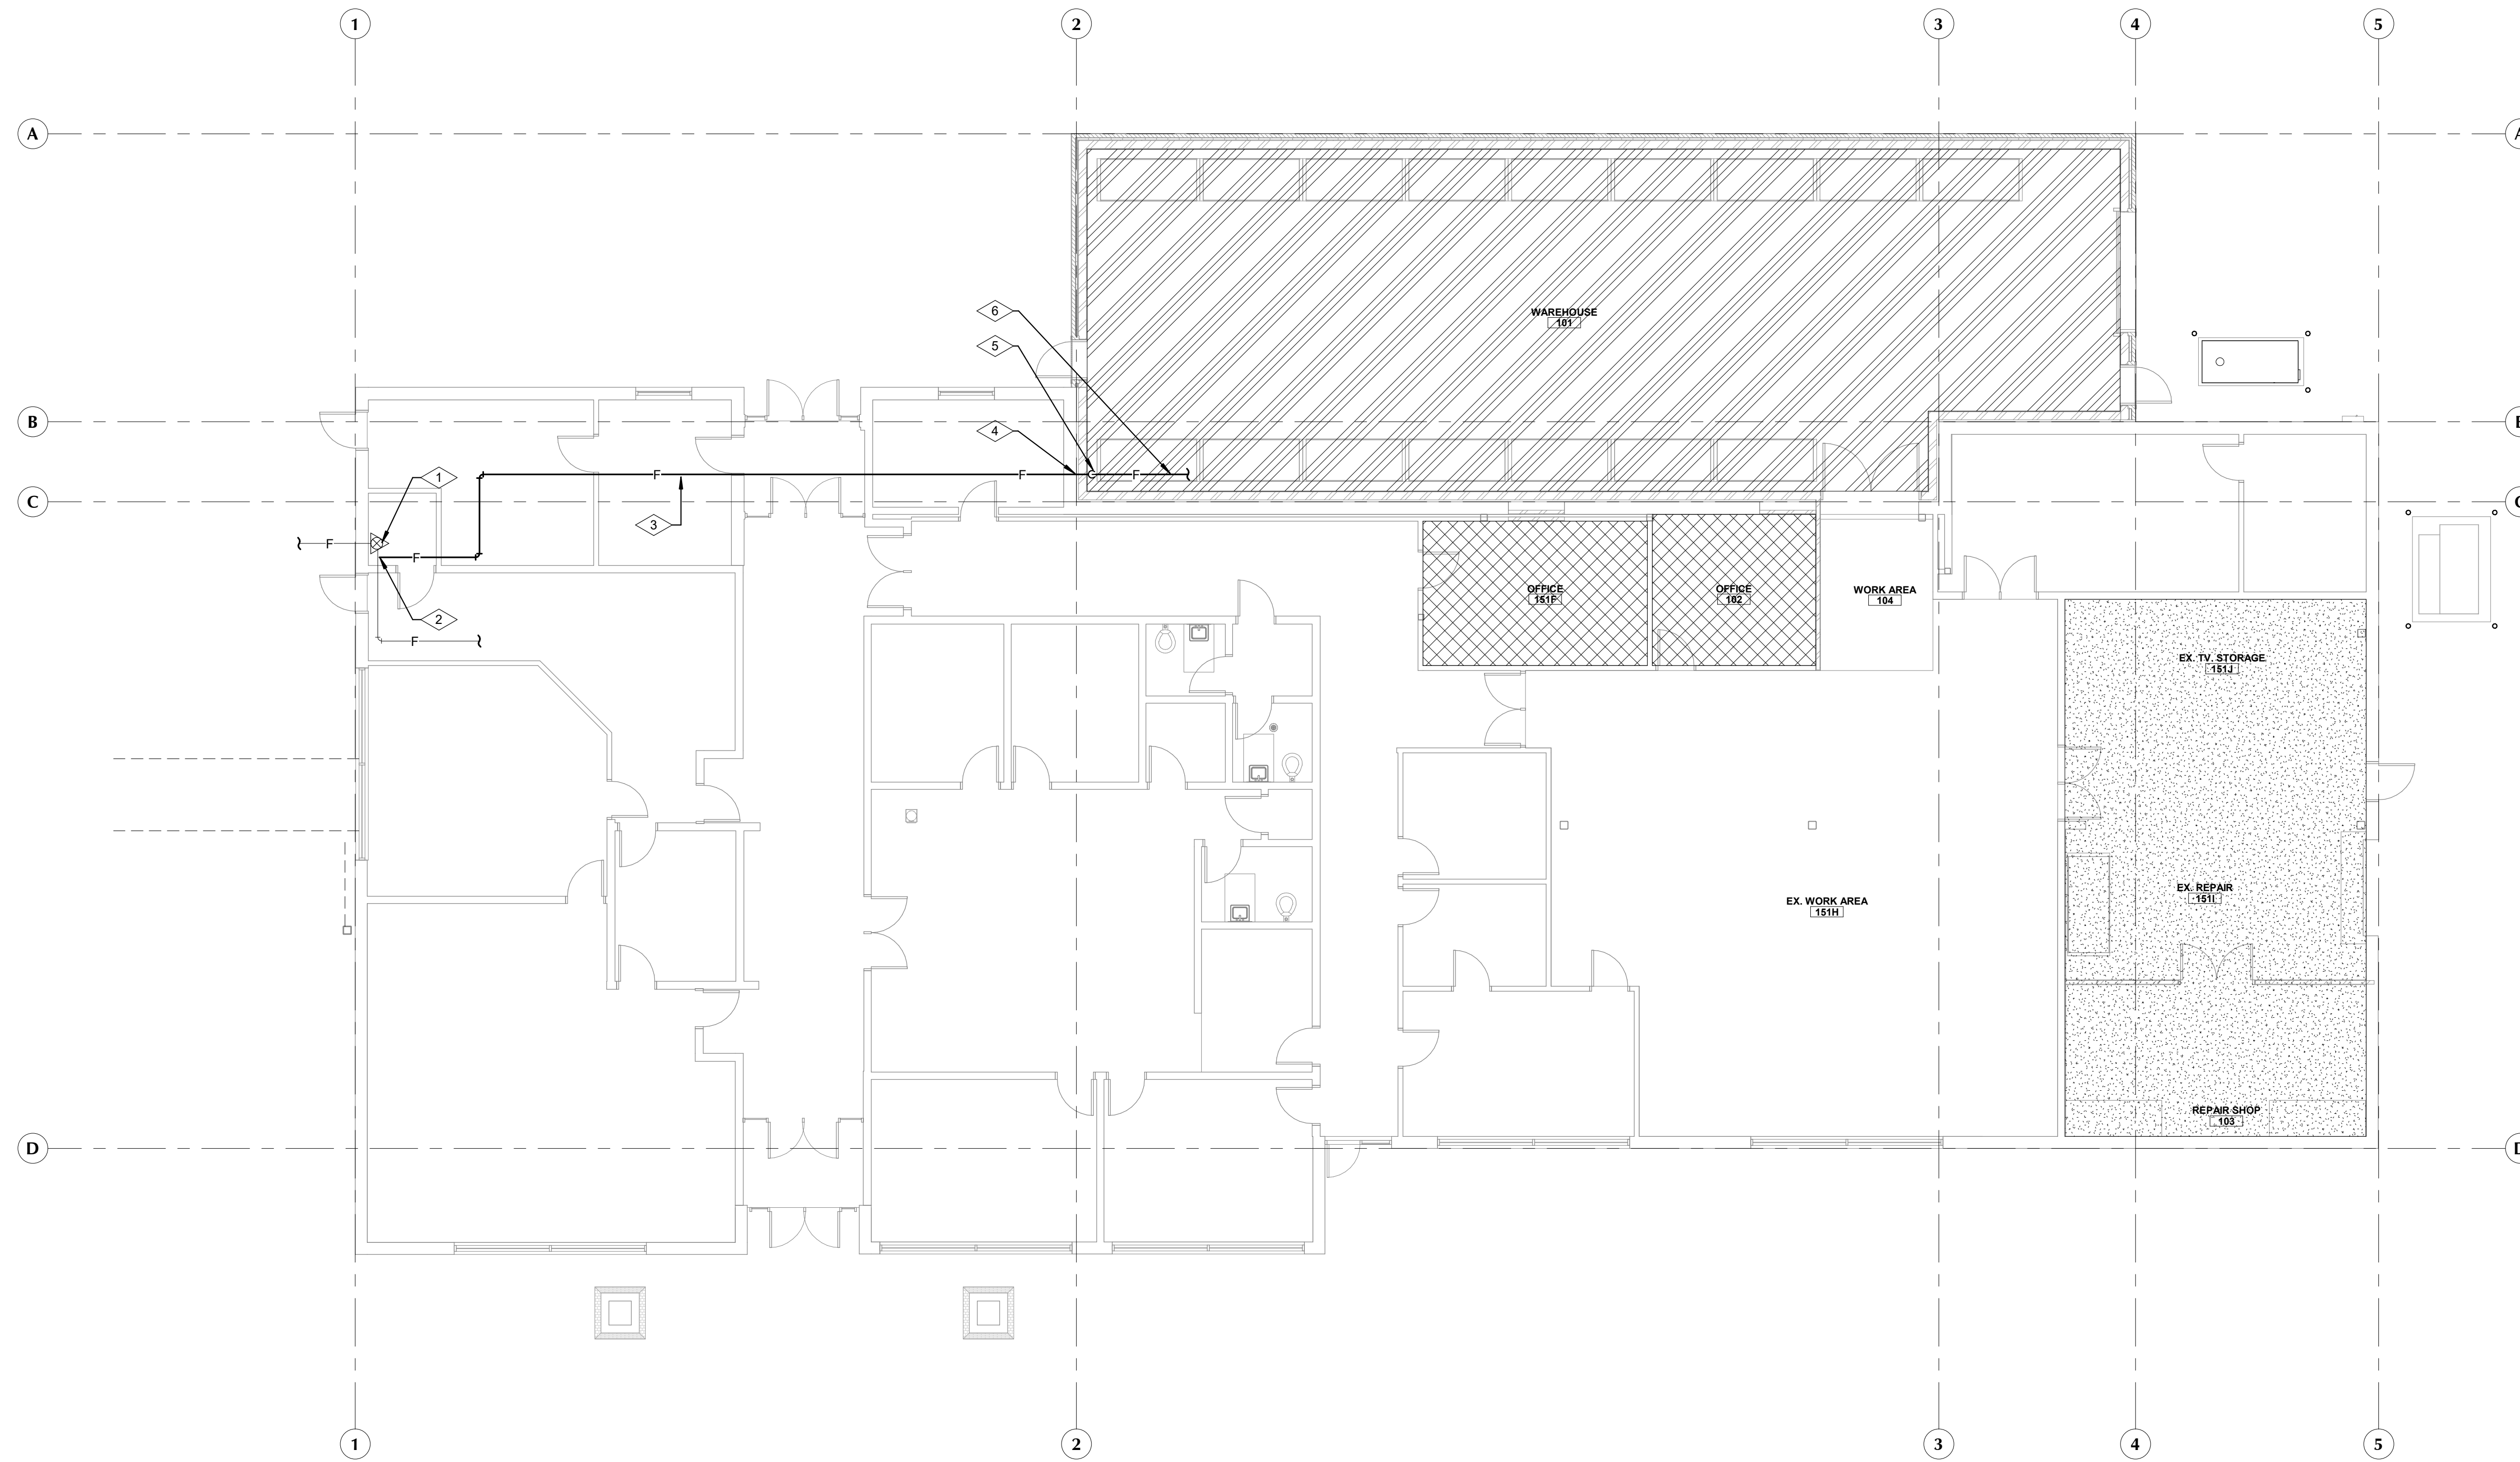 1 2 3 4 5
A A
WAREHOUSE
101
6
5
B
4
F F F
1
C
3
F
F
2
F
OFFICE
151F
OFFICE
102
WORK AREA
104
EX. TV. STORAGE
151J
EX. REPAIR
151I
EX. WORK AREA
151H
REPAIR SHOP
103
D
1 2 3 4 5